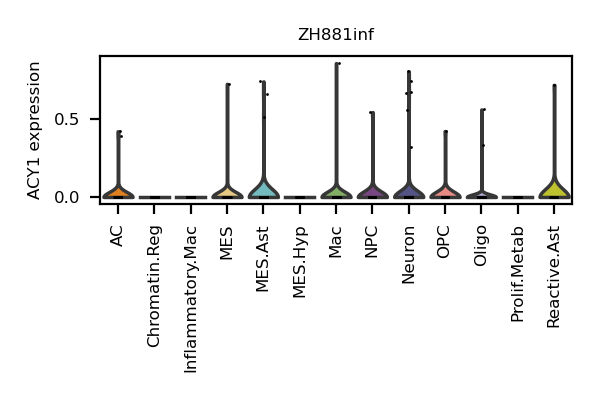 ZH881inf
ACY1 expression
0.5
0.0
AC
Chromatin.Reg
Inflammatory.Mac
MES
MES.Ast
MES.Hyp
Mac
NPC
Neuron
OPC
Oligo
Prolif.Metab
Reactive.Ast